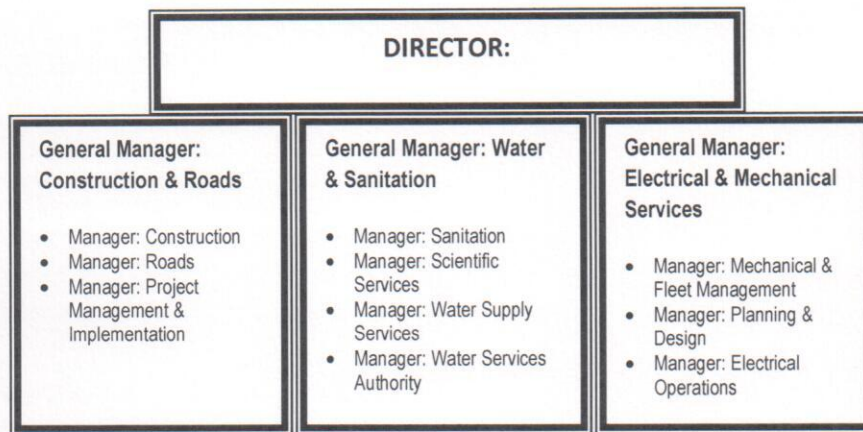 DIRECTOR:
General Manager:
Construction & Roads
• Manager: Construction
• Manager: Roads
• Manager: Project
Management &
Implementation
General Manager: Water
& Sanitation
• Manager: Sanitation
• Manager: Scientific
Services
• Manager: Water Supply
Services
• Manager: Water Services
Authority
General Manager:
Electrical & Mechanical
Services
• Manager: Mechanical &
Fleet Management
• Manager: Planning &
Design
• Manager: Electrical
Operations